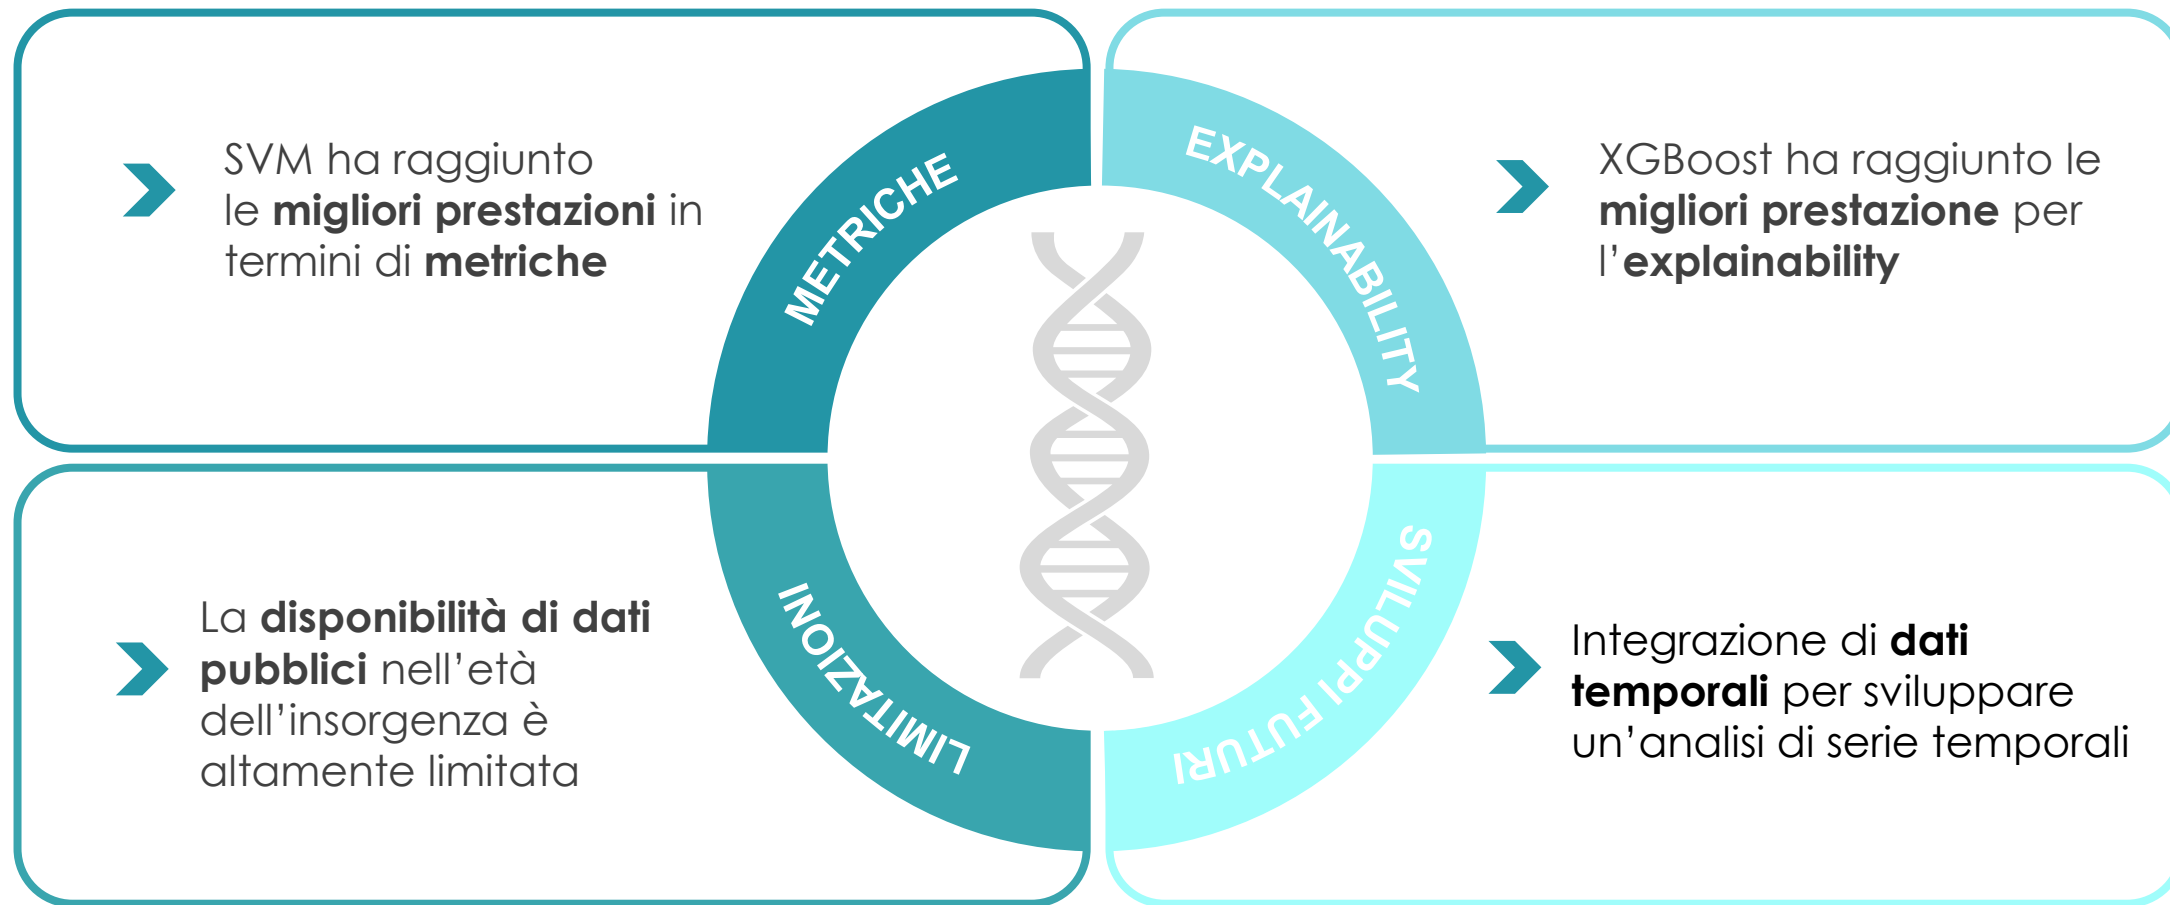 METRICHE
SVM ha raggiunto
le migliori prestazioni in
termini di metriche
EXPLAINABILITY
XGBoost ha raggiunto le
migliori prestazione per
l’explainability
LIMITAZIONI
La disponibilità di dati
pubblici nell’età
dell’insorgenza è
altamente limitata
SVILUPPI FUTURI
Integrazione di dati
temporali per sviluppare
un’analisi di serie temporali